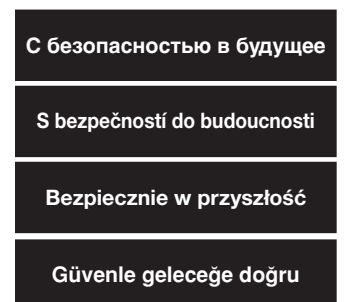 С безопасностью в будущее
S bezpečností do budoucnosti
Bezpiecznie w przyszłość
Güvenle geleceğe doğru